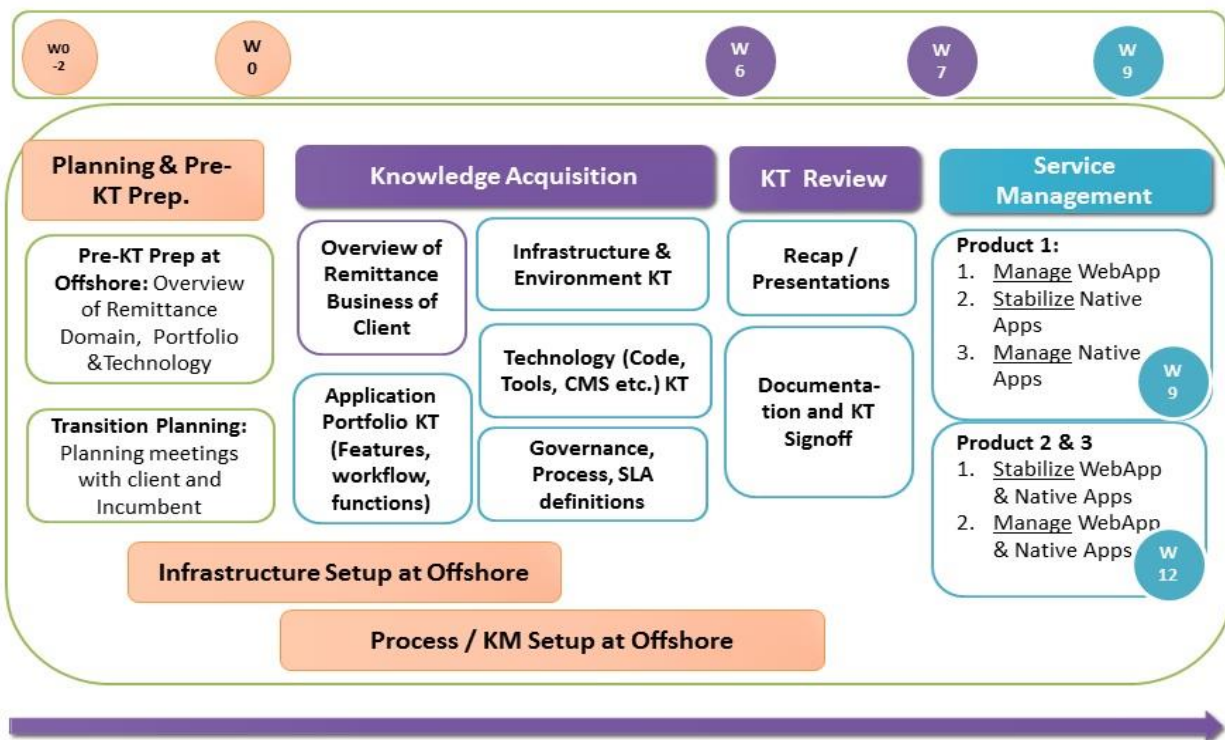 W0
-2
W
0
W
6
W
7
W
9
Planning & Pre-
KT Prep.
Knowledge Acquisition
KT Review
Service
Management
Pre-KT Prep at
Offshore: Overview
of Remittance
Domain, Portfolio
&Technology
Transition Planning:
Planning meetings
with client and
Incumbent
Overview of
Remittance
Business of
Client
Application
Portfolio KT
(Features,
workflow,
functions)
Infrastructure &
Environment KT
Technology (Code,
Tools, CMS etc.) KT
Governance,
Process, SLA
definitions
Recap /
Presentations
Documenta-
tion and KT
Signoff
Product 1:
1. Manage WebApp
2. Stabilize Native
Apps
3. Manage Native
Apps
W
9
Product 2 & 3
1. Stabilize WebApp
& Native Apps
2. Manage WebApp
& Native Apps
W
12
Infrastructure Setup at Offshore
Process / KM Setup at Offshore